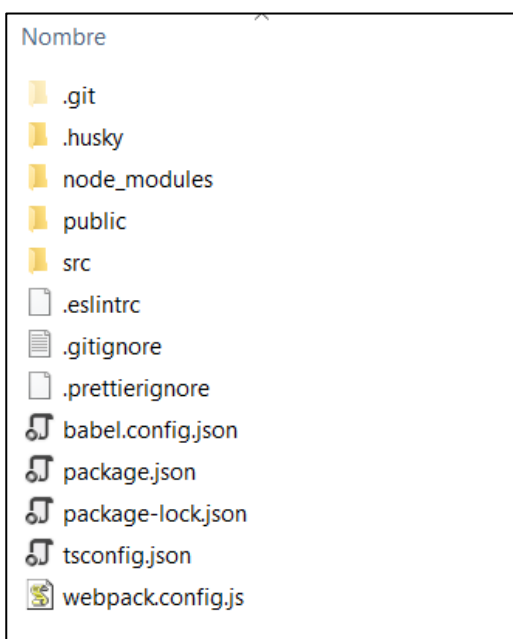 Nombre
.git
.husky
node_modules
public
src
.eslintrc
.gitignore
.prettierignore
babel.config.json
package.json
package-lock.json
tsconfig.json
webpack.config.js